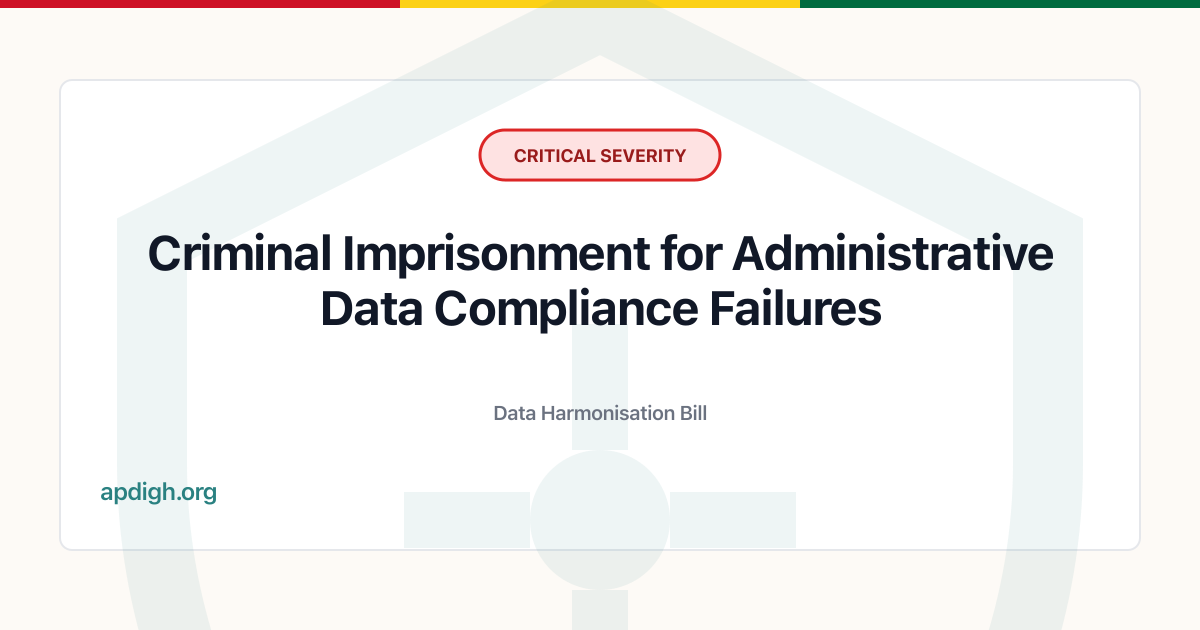 CRITICAL SEVERITY
Criminal Imprisonment for Administrative
Data Compliance Failures
Data Harmonisation Bill
apdigh.org